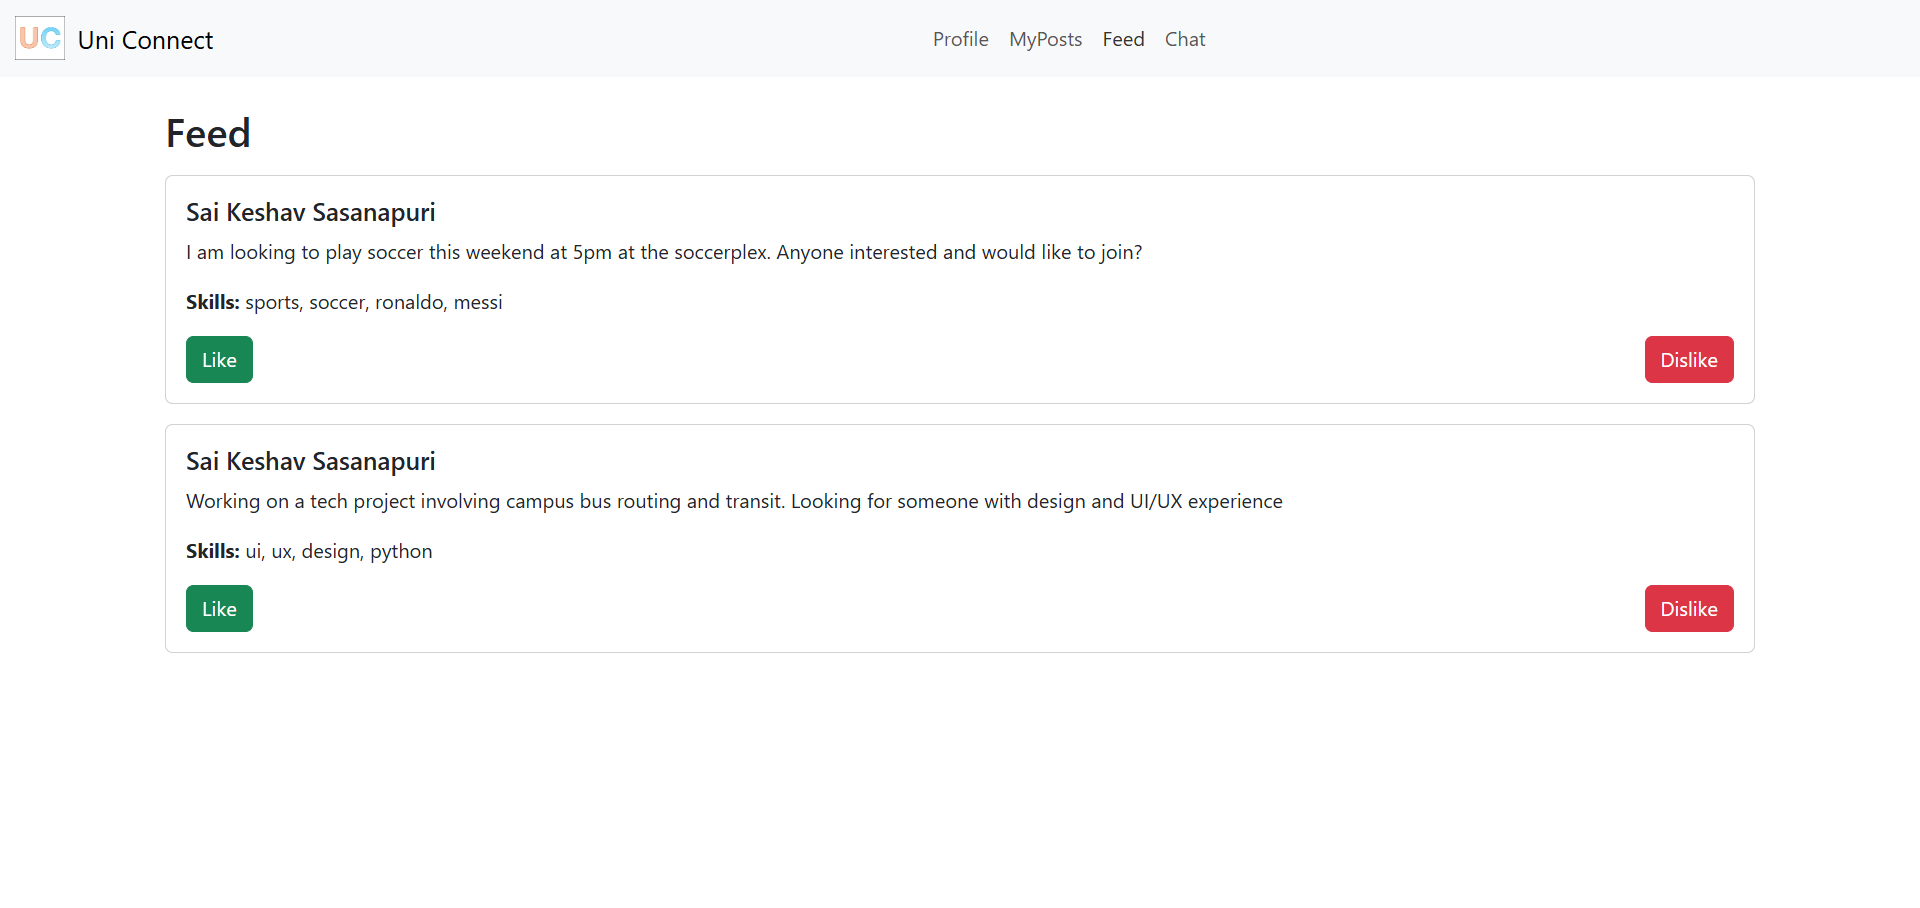 UC Uni Connect
Profile MyPosts Feed Chat
Feed
Sai Keshav Sasanapuri
I am looking to play soccer this weekend at 5pm at the soccerplex. Anyone interested and would like to join?
Skills: sports, soccer, ronaldo, messi
Like Dislike
Sai Keshav Sasanapuri
Working on a tech project involving campus bus routing and transit. Looking for someone with design and UI/UX experience
Skills: ui, ux, design, python
Like Dislike